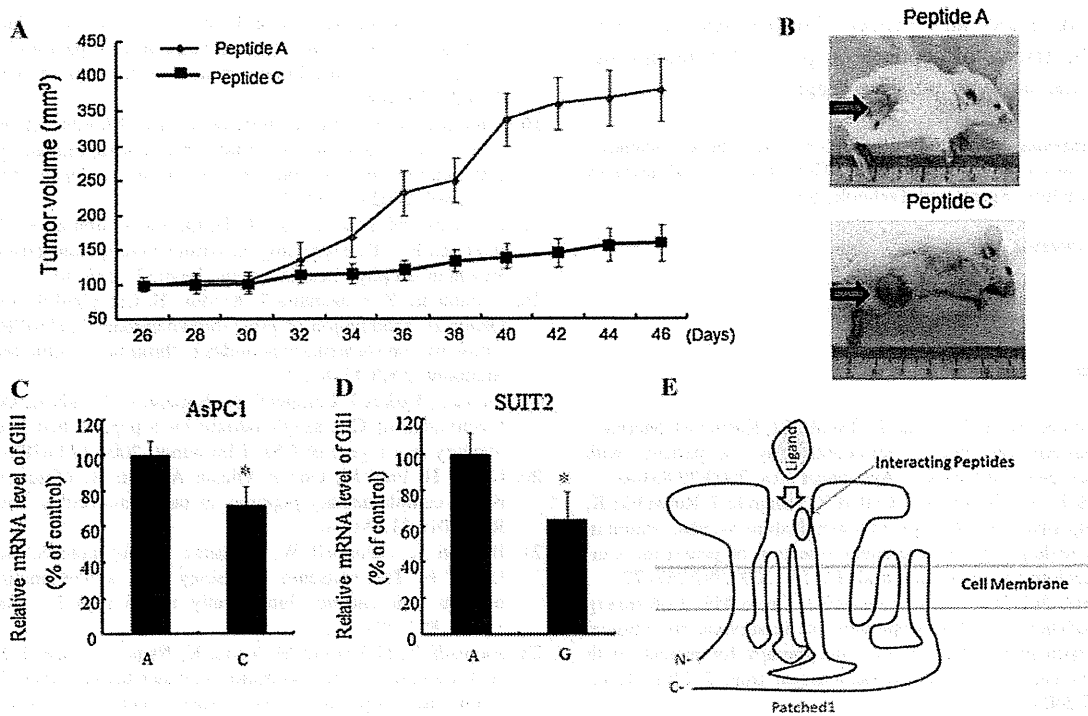 A
450
400
350
300
250
200
150
100
50
Tumor volume (mm³)
Peptide A
Peptide C
26 28 30 32 34 36 38 40 42 44 46 (Days)
B
Peptide A
Peptide C
C
AsPC1
Relative mRNA level of Gli1
(% of control)
120
100
80
60
40
20
0
*
A C
D
SUIT2
Relative mRNA level of Gli1
(% of control)
120
100
80
60
40
20
0
*
A G
E
Ligand
Interacting Peptides
Cell Membrane
N-
C-
Patched1